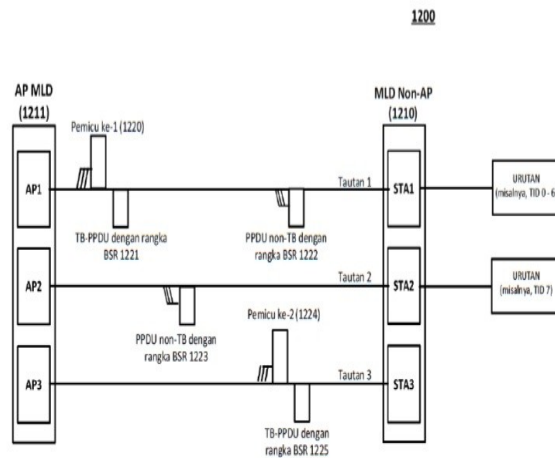 1200
AP MLD
(1211)
MLD Non-AP
(1210)
Pemicu ke-1 (1220)
AP1
Tautan 1
STA1
URUTAN
(misalnya, TID 0 - 6
TB-PPDU dengan rangka
BSR 1221
PPDU non-TB dengan
rangka BSR 1222
AP2
Tautan 2
STA2
URUTAN
(misalnya, TID 7)
PPDU non-TB dengan
rangka BSR 1223
Pemicu ke-2 (1224)
AP3
Tautan 3
STA3
TB-PPDU dengan
rangka BSR 1225